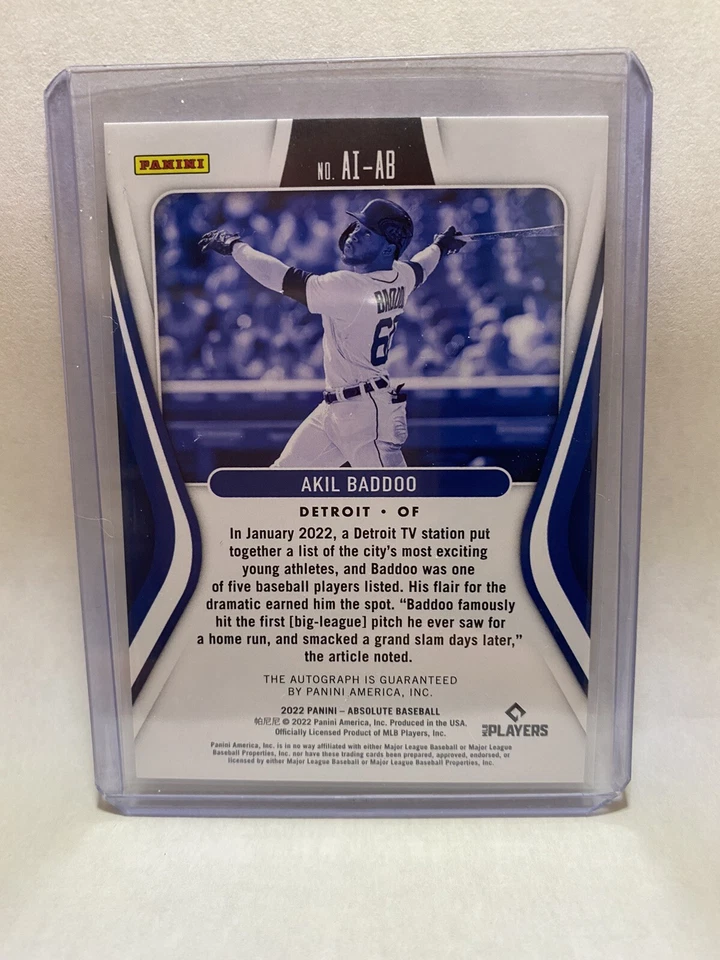 PANINI
NO. AI-AB
BADDOO
AKIL BADDOO
DETROIT • OF
In January 2022, a Detroit TV station put
together a list of the city's most exciting
young athletes, and Baddoo was one
of five baseball players listed. His flair for the
dramatic earned him the spot. “Baddoo famously
hit the first [big-league] pitch he ever saw for
a home run, and smacked a grand slam days later,”
the article noted.
THE AUTOGRAPH IS GUARANTEED
BY PANINI AMERICA, INC.
2022 PANINI – ABSOLUTE BASEBALL
帕尼尼 © 2022 Panini America, Inc. Produced in the USA.
Officially Licensed Product of MLB Players, Inc.
MLB PLAYERS
Panini America, Inc. is in no way affiliated with either Major League Baseball or Major League
Baseball Properties, Inc. nor have these trading cards been prepared, approved, endorsed, or
licensed by either Major League Baseball or Major League Baseball Properties, Inc.